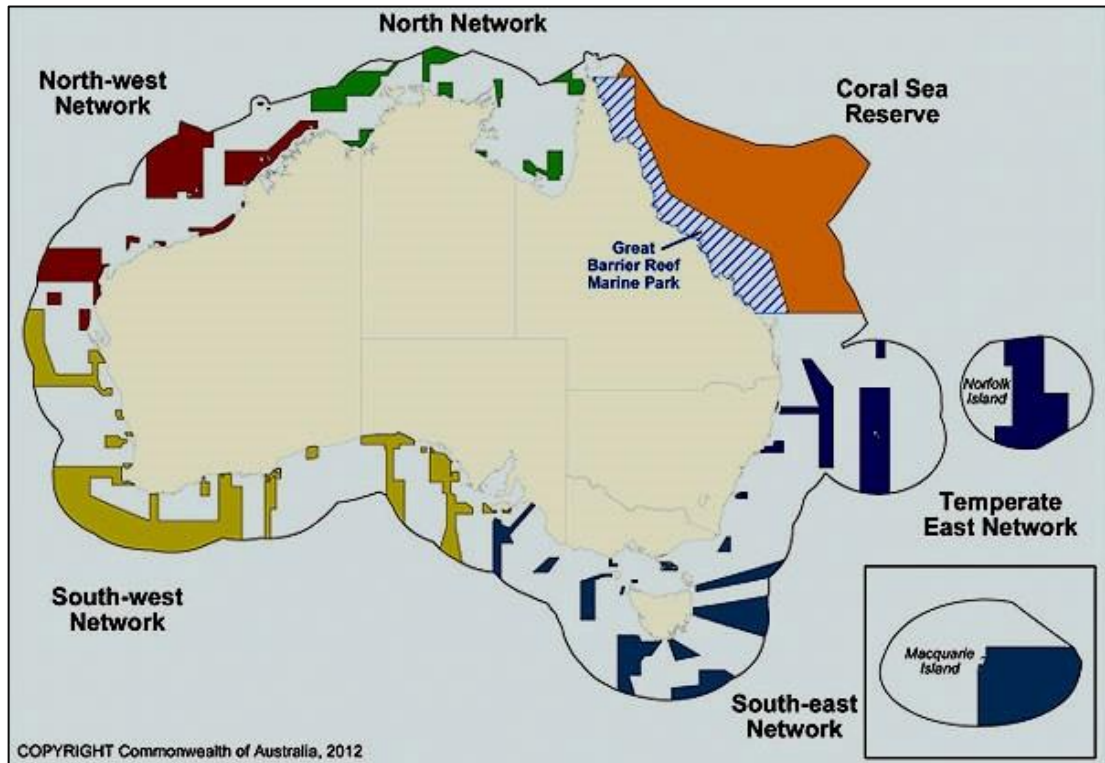 North Network
North-west
Network
Coral Sea
Reserve
Great
Barrier Reef
Marine Park
Norfolk
Island
Temperate
East Network
South-west
Network
Macquarie
Island
South-east
Network
COPYRIGHT Commonwealth of Australia, 2012